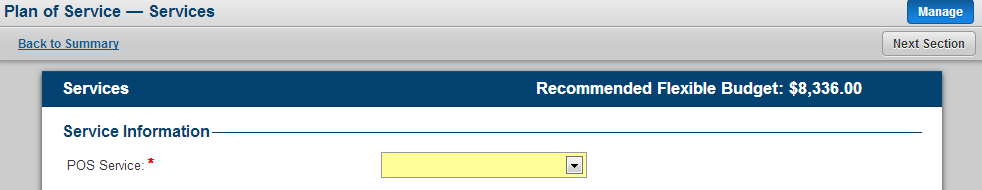 Plan of Service — Services
Manage
Back to Summary
Next Section
Services
Recommended Flexible Budget: $8,336.00
Service Information
POS Service: *